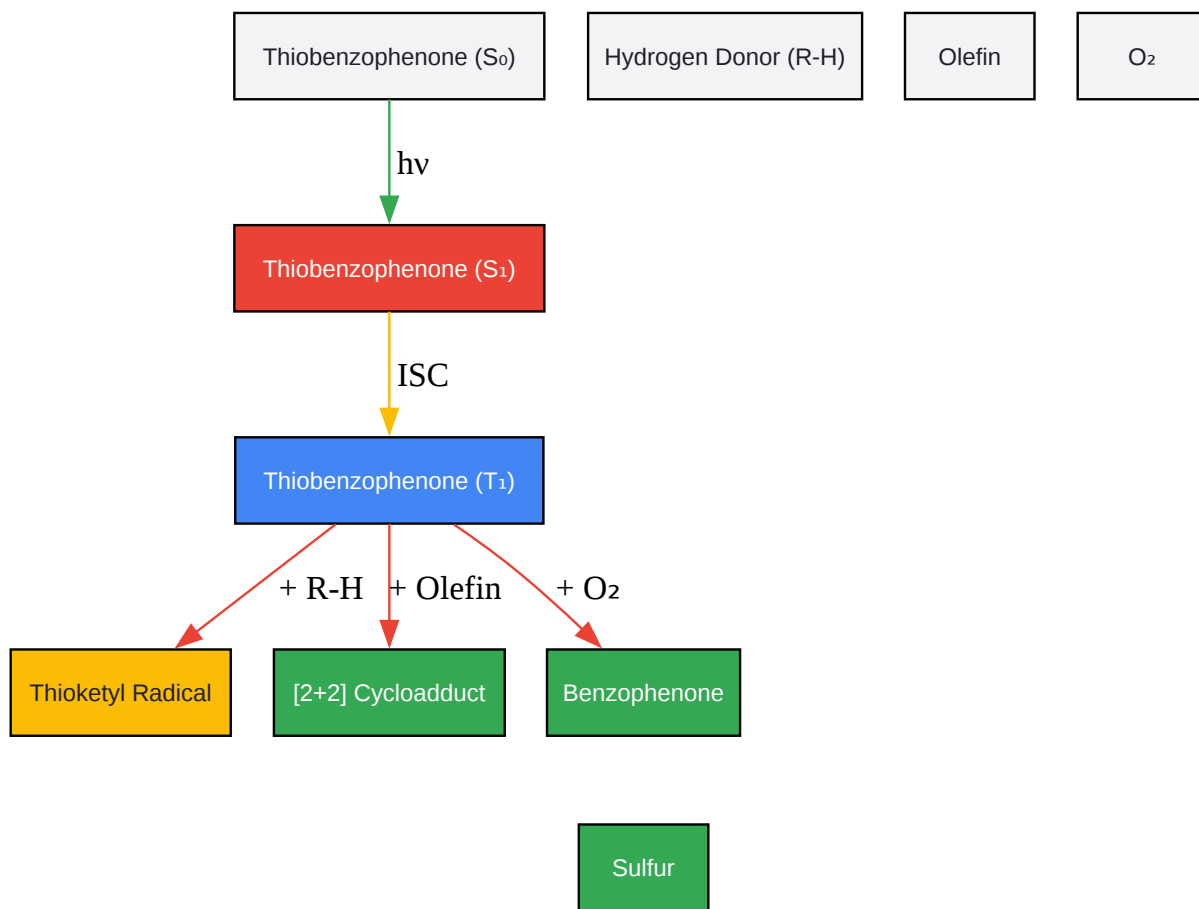 Thiobenzophenone (S₀)
Hydrogen Donor (R-H)
Olefin
O₂
hν
Thiobenzophenone (S₁)
ISC
Thiobenzophenone (T₁)
+ R-H
+ Olefin
+ O₂
Thioketyl Radical
[2+2] Cycloadduct
Benzophenone
Sulfur